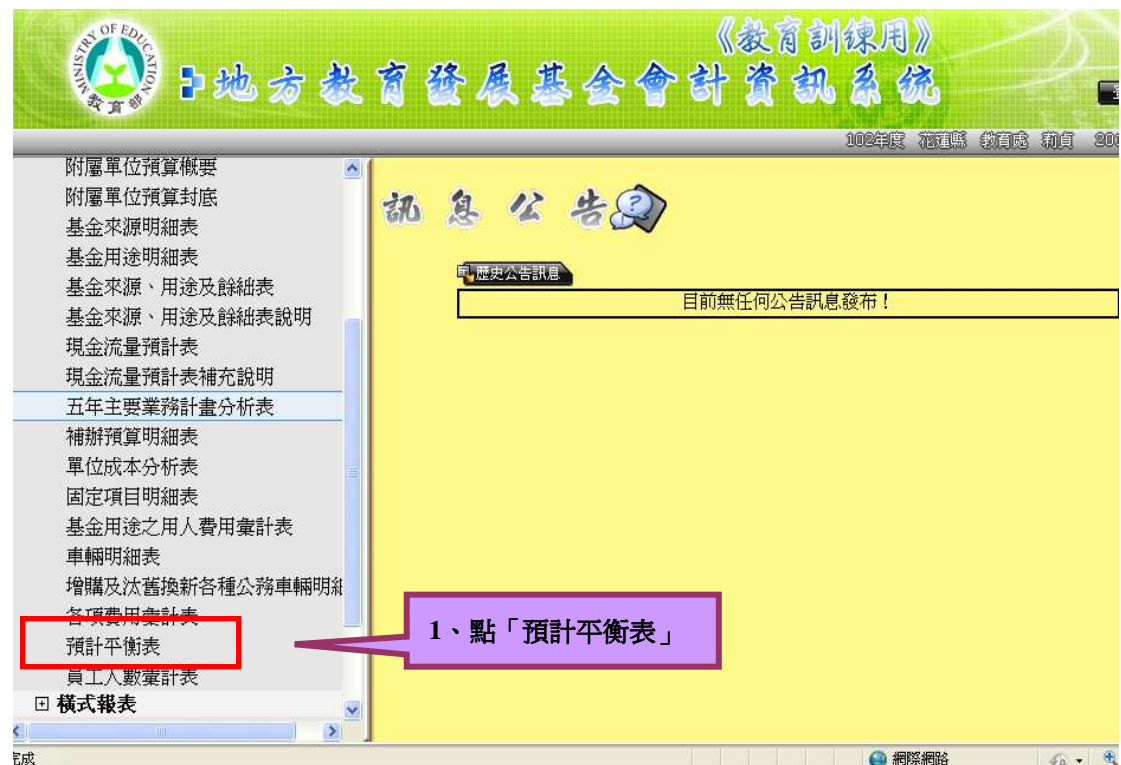 MINISTRY OF EDUCATION
教育部
《教育訓練用》
地方教育發展基金會計資訊系統
102年度 花蓮縣 教育處 莉貞 20
附屬單位預算概要
附屬單位預算封底
基金來源明細表
基金用途明細表
基金來源、用途及餘絀表
基金來源、用途及餘絀表說明
現金流量預計表
現金流量預計表補充說明
五年主要業務計畫分析表
補辦預算明細表
單位成本分析表
固定項目明細表
基金用途之用人費用彙計表
車輛明細表
增購及汰舊換新各種公務車輛明細
各項費用彙計表
預計平衡表
員工人數彙計表
橫式報表
訊息公告
歷史公告訊息
目前無任何公告訊息發布！
1、點「預計平衡表」
完成
網際網路